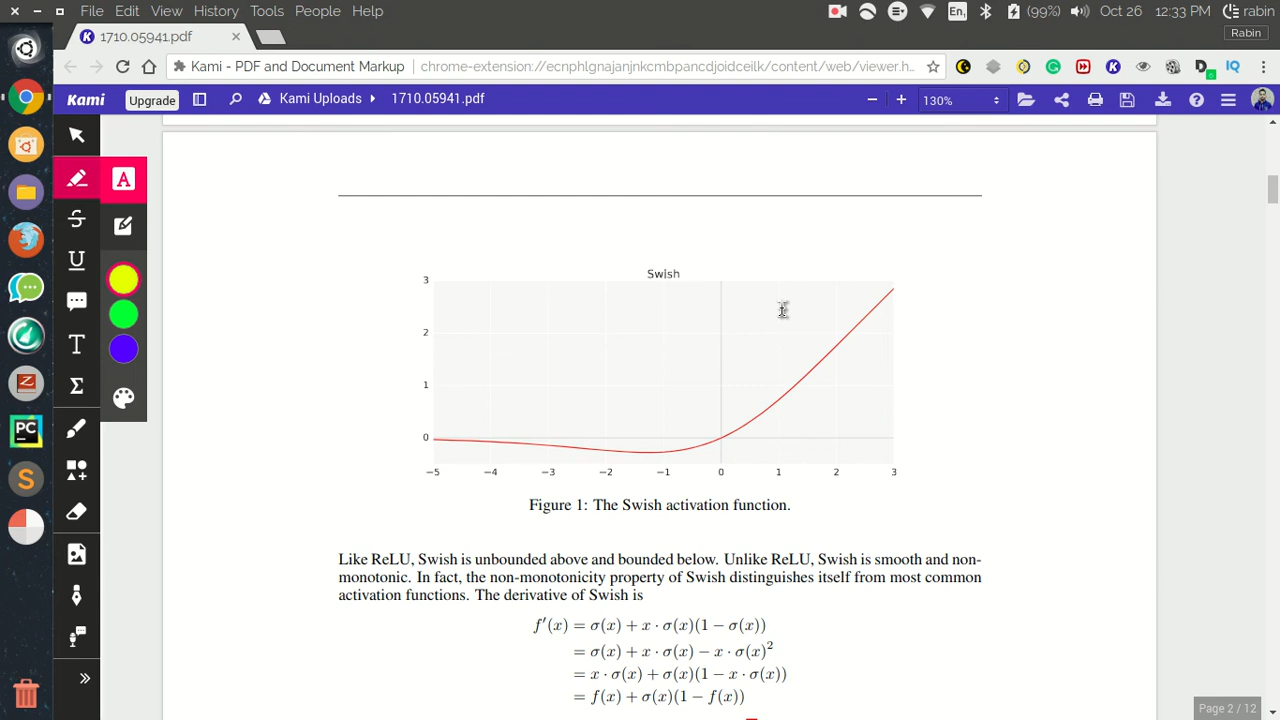 File Edit View History Tools People Help
En (99%) Oct 26 12:33 PM rabin
1710.05941.pdf
Rabin
Kami - PDF and Document Markup chrome-extension://ecnphlgnajanjnkcmbpancdjoidceilk/content/web/viewer.h...
Kami Upgrade Kami Uploads 1710.05941.pdf 130%
Swish
3
2
1
0
−5 −4 −3 −2 −1 0 1 2 3
Figure 1: The Swish activation function.
Like ReLU, Swish is unbounded above and bounded below. Unlike ReLU, Swish is smooth and non-
monotonic. In fact, the non-monotonicity property of Swish distinguishes itself from most common
activation functions. The derivative of Swish is
f′(x) = σ(x) + x · σ(x)(1 − σ(x))
= σ(x) + x · σ(x) − x · σ(x)²
= x · σ(x) + σ(x)(1 − x · σ(x))
= f(x) + σ(x)(1 − f(x))
Page 2 / 12